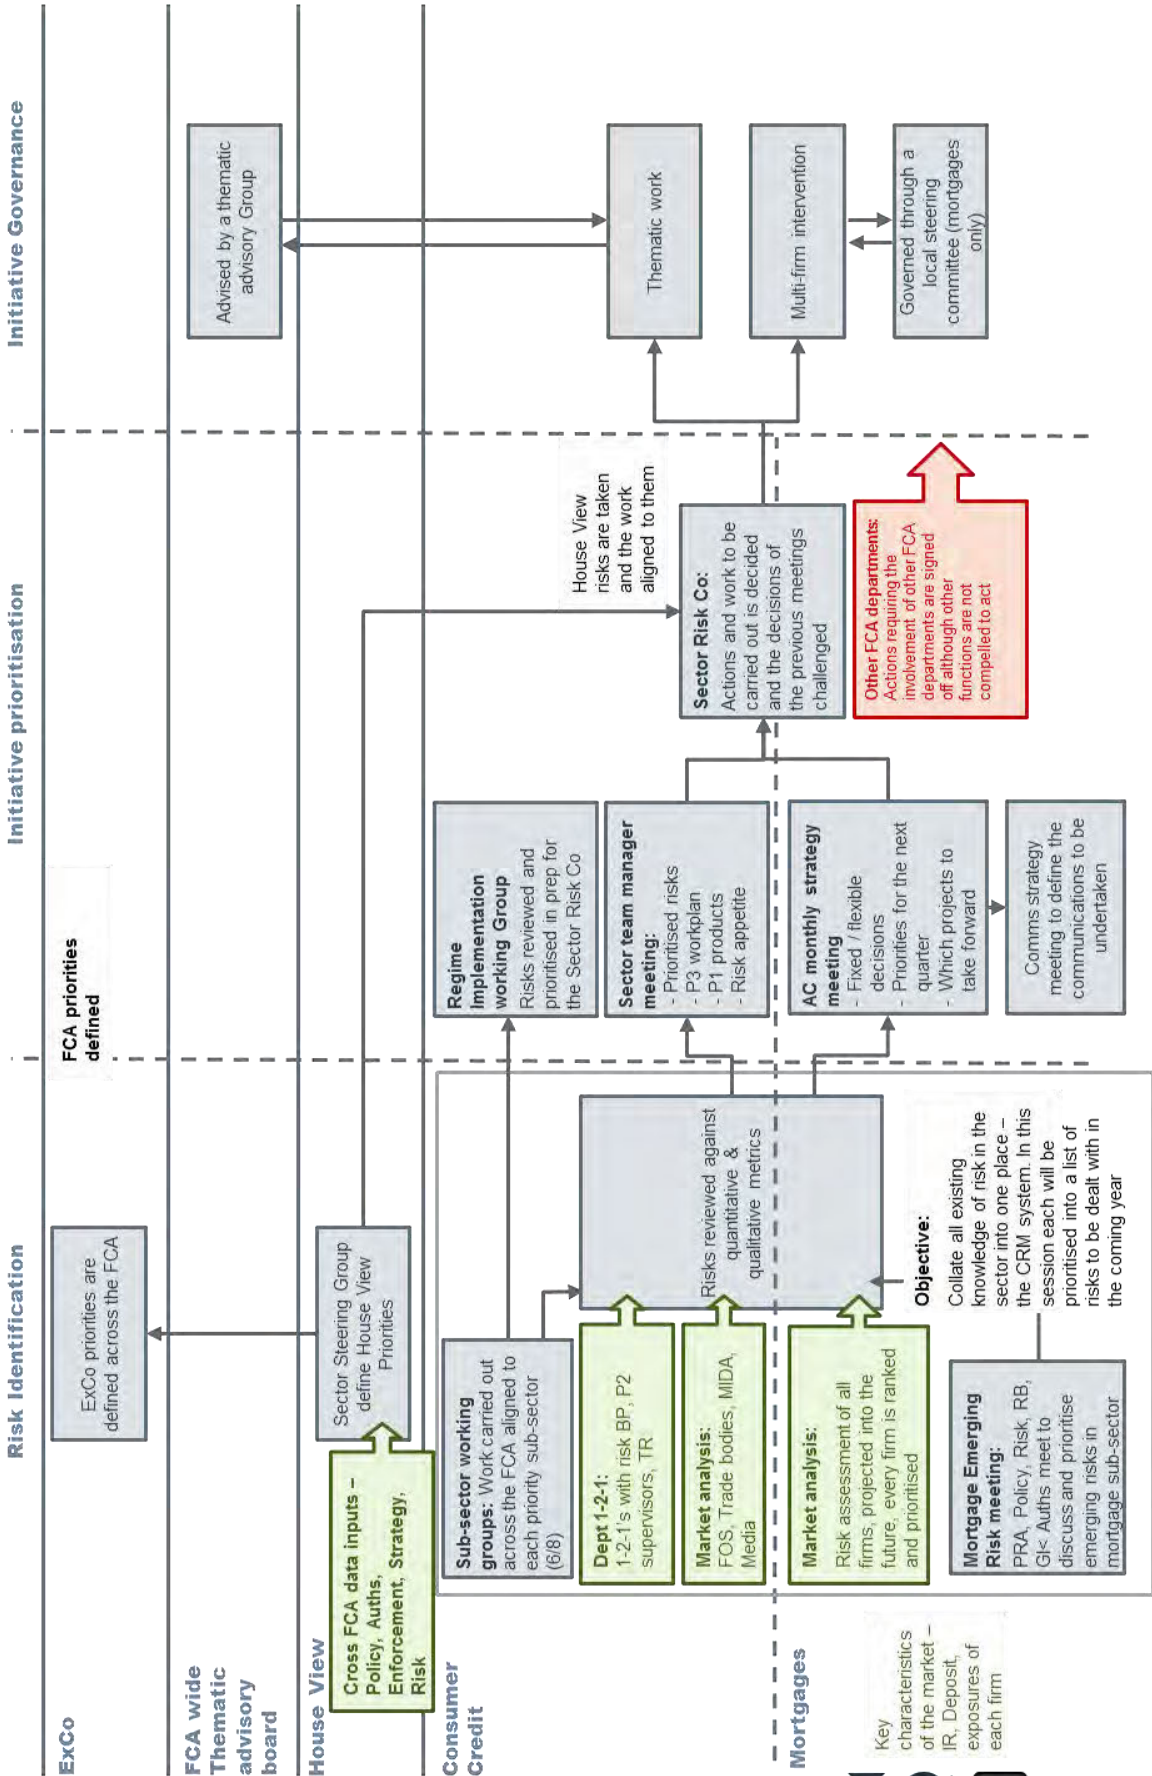 Risk Identification
Initiative prioritisation
Initiative Governance
ExCo
ExCo priorities are
defined across the FCA
FCA priorities
defined
FCA wide
Thematic
advisory
board
Advised by a thematic
advisory Group
House View
Cross FCA data inputs –
Policy, Auths,
Enforcement, Strategy,
Risk
Sector Steering Group
define House View
Priorities
House View
risks are taken
and the work
aligned to them
Consumer
Credit
Sub-sector working
groups: Work carried out
across the FCA aligned to
each priority sub-sector
(6/8)
Dept 1-2-1:
1-2-1's with risk BP, P2
supervisors, TR
Market analysis:
FOS, Trade bodies, MIDA,
Media
Risks reviewed against
quantitative &
qualitative metrics
Regime
Implementation
working Group
Risks reviewed and
prioritised in prep for
the Sector Risk Co
Sector team manager
meeting:
- Prioritised risks
- P3 workplan
- P1 products
- Risk appetite
Sector Risk Co:
Actions and work to be
carried out is decided
and the decisions of
the previous meetings
challenged
Thematic work
Multi-firm intervention
Mortgages
Key
characteristics
of the market –
IR, Deposit,
exposures of
each firm
Market analysis:
Risk assessment of all
firms, projected into the
future, every firm is ranked
and prioritised
Mortgage Emerging
Risk meeting:
PRA, Policy, Risk, RB,
GI< Auths meet to
discuss and prioritise
emerging risks in
mortgage sub-sector
Objective:
Collate all existing
knowledge of risk in the
sector into one place –
the CRM system. In this
session each will be
prioritised into a list of
risks to be dealt with in
the coming year
AC monthly strategy
meeting
- Fixed / flexible
decisions
- Priorities for the next
quarter
- Which projects to
take forward
Comms strategy
meeting to define the
communications to be
undertaken
Other FCA departments:
Actions requiring the
involvement of other FCA
departments are signed
off although other
functions are not
compelled to act
Governed through a
local steering
committee (mortgages
only)